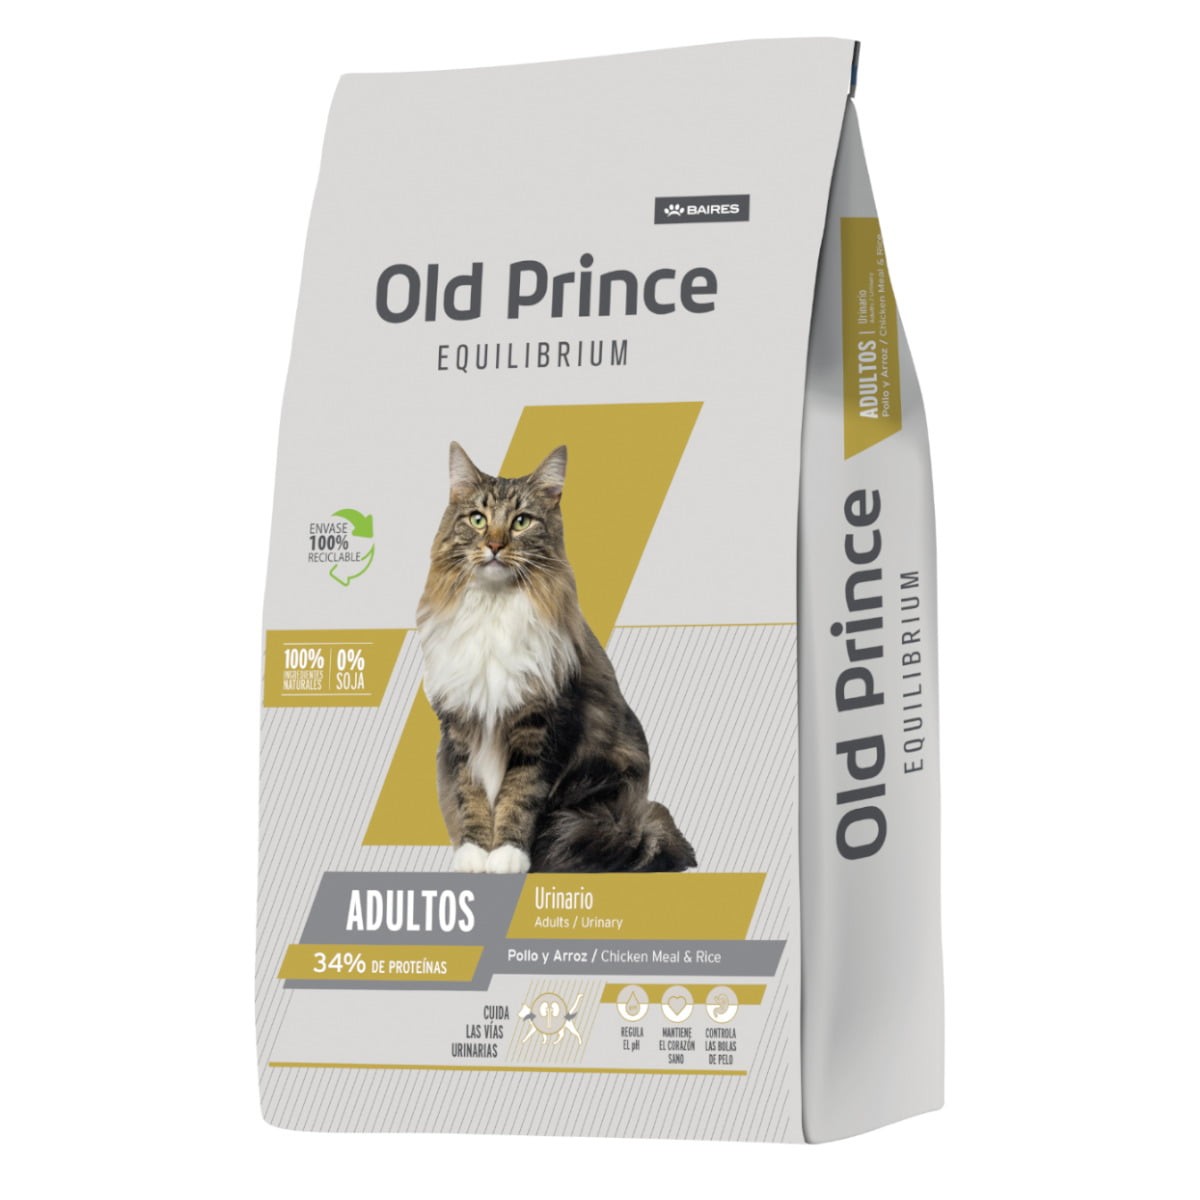 BAIRES
Old Prince
EQUILIBRIUM
ENVASE
100%
RECICLABLE
100%
INGREDIENTES
NATURALES
0%
SOJA
ADULTOS
Urinario
Adults / Urinary
34% DE PROTEÍNAS
Pollo y Arroz / Chicken Meal & Rice
CUIDA
LAS VÍAS
URINARIAS
REGULA
EL pH
MANTIENE
EL CORAZÓN
SANO
CONTROLA
LAS BOLAS
DE PELO
ADULTOS | Urinario
Adults / Urinary
Pollo y Arroz / Chicken Meal & Rice
Old Prince
EQUILIBRIUM